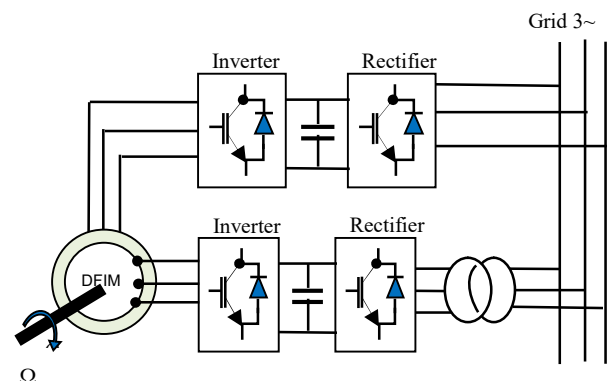 Grid 3~
Inverter
Rectifier
Inverter
Rectifier
DFIM
Ω